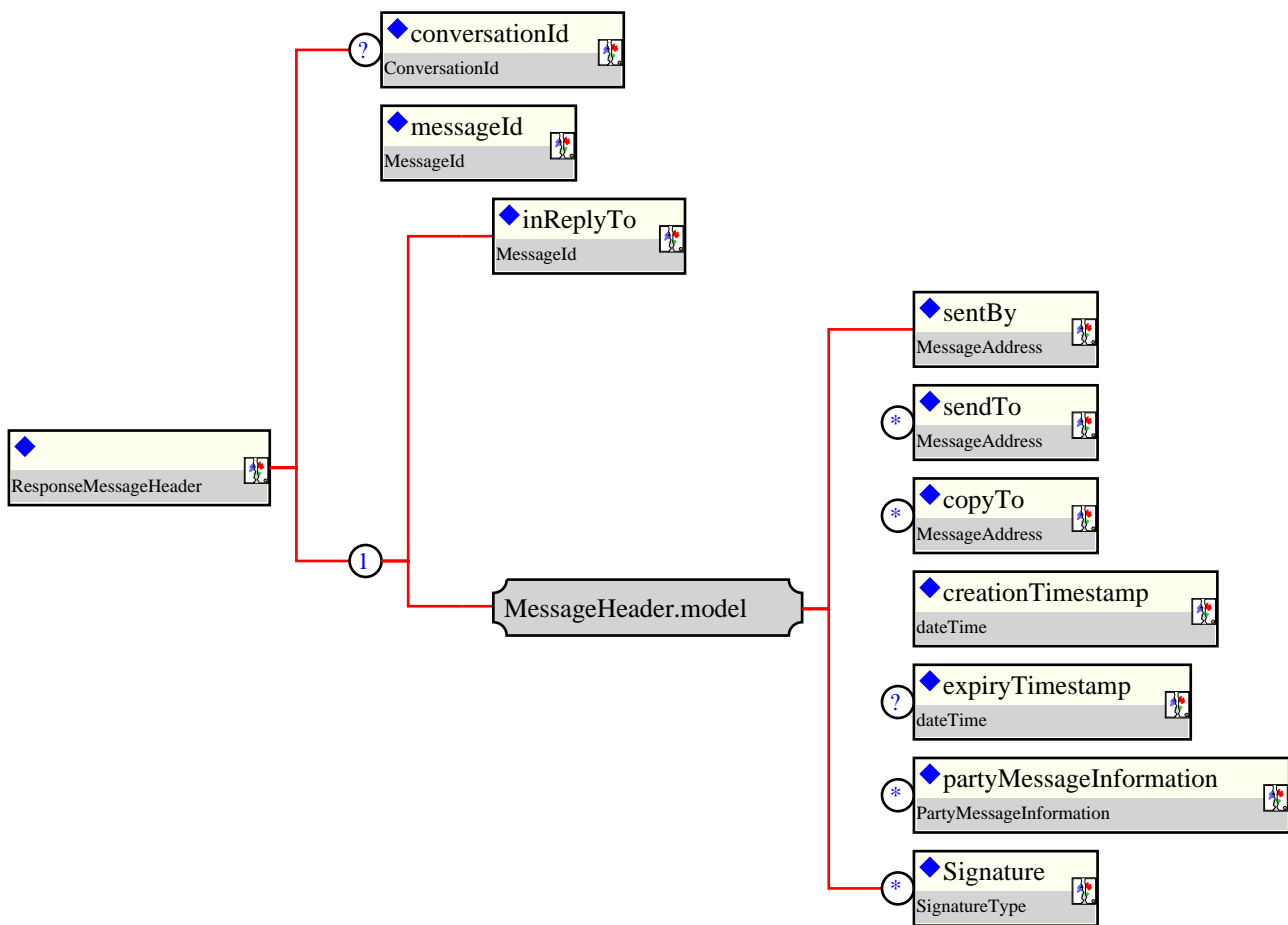 ?
conversationId
ConversationId
messageId
MessageId
inReplyTo
MessageId
sentBy
MessageAddress
*
sendTo
MessageAddress
ResponseMessageHeader
*
copyTo
MessageAddress
1
MessageHeader.model
creationTimestamp
dateTime
?
expiryTimestamp
dateTime
*
partyMessageInformation
PartyMessageInformation
*
Signature
SignatureType